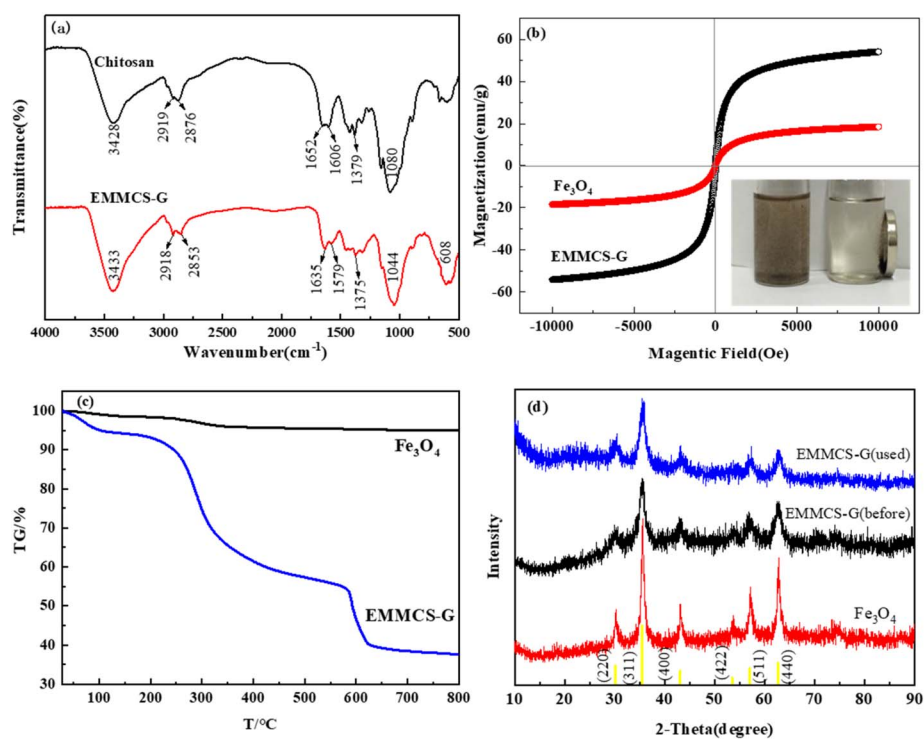 (a)
Chitosan
3428
2919
2876
1652
1606
1379
1080
EMMCS-G
3433
2918
2853
1635
1579
1375
1044
608
Transmittance(%)
4000 3500 3000 2500 2000 1500 1000 500
Wavenumber(cm⁻¹)
(b)
60
40
20
0
-20
-40
-60
Magnetization(emu/g)
Fe₃O₄
EMMCS-G
-10000 -5000 0 5000 10000
Magentic Field(Oe)
(c)
100
90
80
70
60
50
40
30
TG/%
Fe₃O₄
EMMCS-G
100 200 300 400 500 600 700 800
T/°C
(d)
EMMCS-G(used)
EMMCS-G(before)
Fe₃O₄
Intensity
(220)
(311)
(400)
(422)
(511)
(440)
10 20 30 40 50 60 70 80 90
2-Theta(degree)